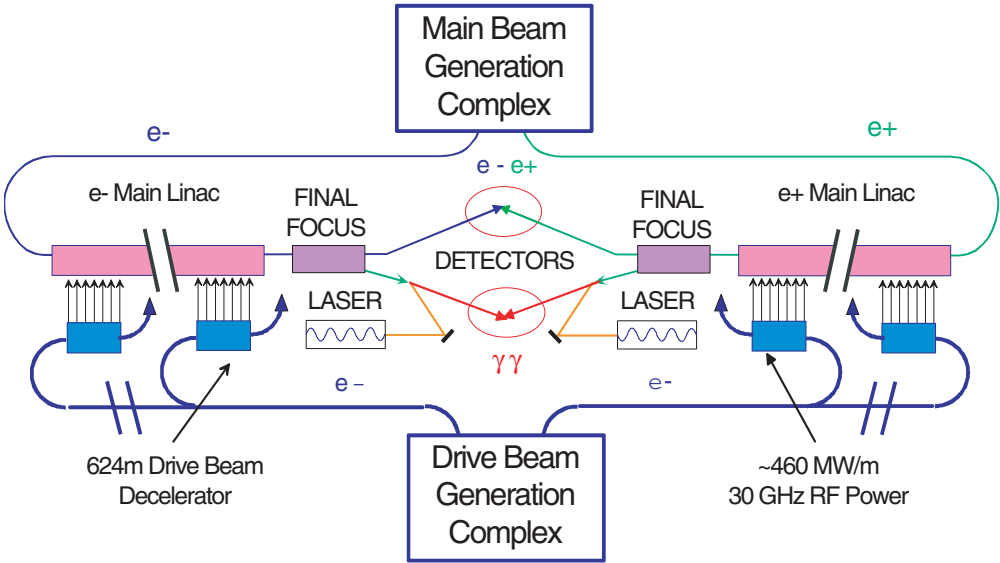 Main Beam
Generation
Complex
e-
e+
e - e+
e- Main Linac
FINAL
FOCUS
FINAL
FOCUS
e+ Main Linac
DETECTORS
LASER
LASER
γγ
e –
e-
624m Drive Beam
Decelerator
Drive Beam
Generation
Complex
~460 MW/m
30 GHz RF Power